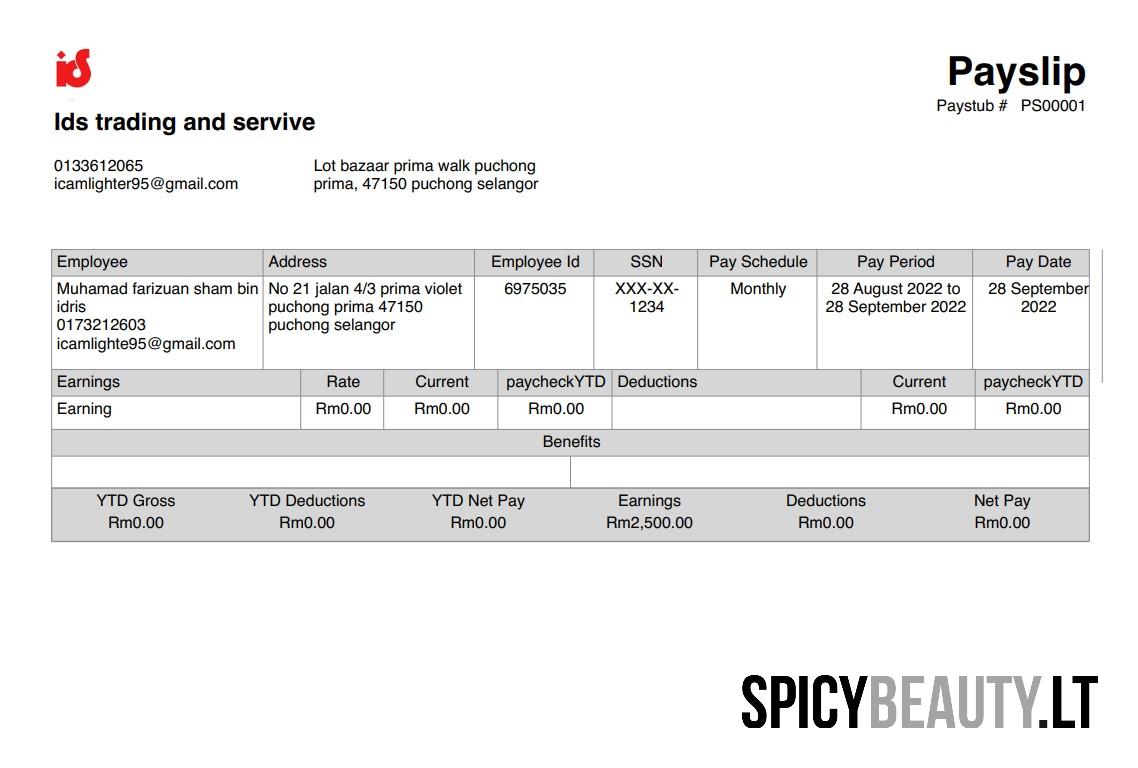 ids
Payslip
Paystub # PS00001
Ids trading and servive
0133612065
icamlighter95@gmail.com
Lot bazaar prima walk puchong
prima, 47150 puchong selangor
Employee Address Employee Id SSN Pay Schedule Pay Period Pay Date
Muhamad farizuan sham bin
idris
0173212603
icamlighte95@gmail.com
No 21 jalan 4/3 prima violet
puchong prima 47150
puchong selangor
6975035
XXX-XX-
1234
Monthly
28 August 2022 to
28 September 2022
28 September
2022
Earnings Rate Current paycheckYTD Deductions Current paycheckYTD
Earning Rm0.00 Rm0.00 Rm0.00 Rm0.00 Rm0.00
Benefits
YTD Gross YTD Deductions YTD Net Pay Earnings Deductions Net Pay
Rm0.00 Rm0.00 Rm0.00 Rm2,500.00 Rm0.00 Rm0.00
SPICYBEAUTY.LT